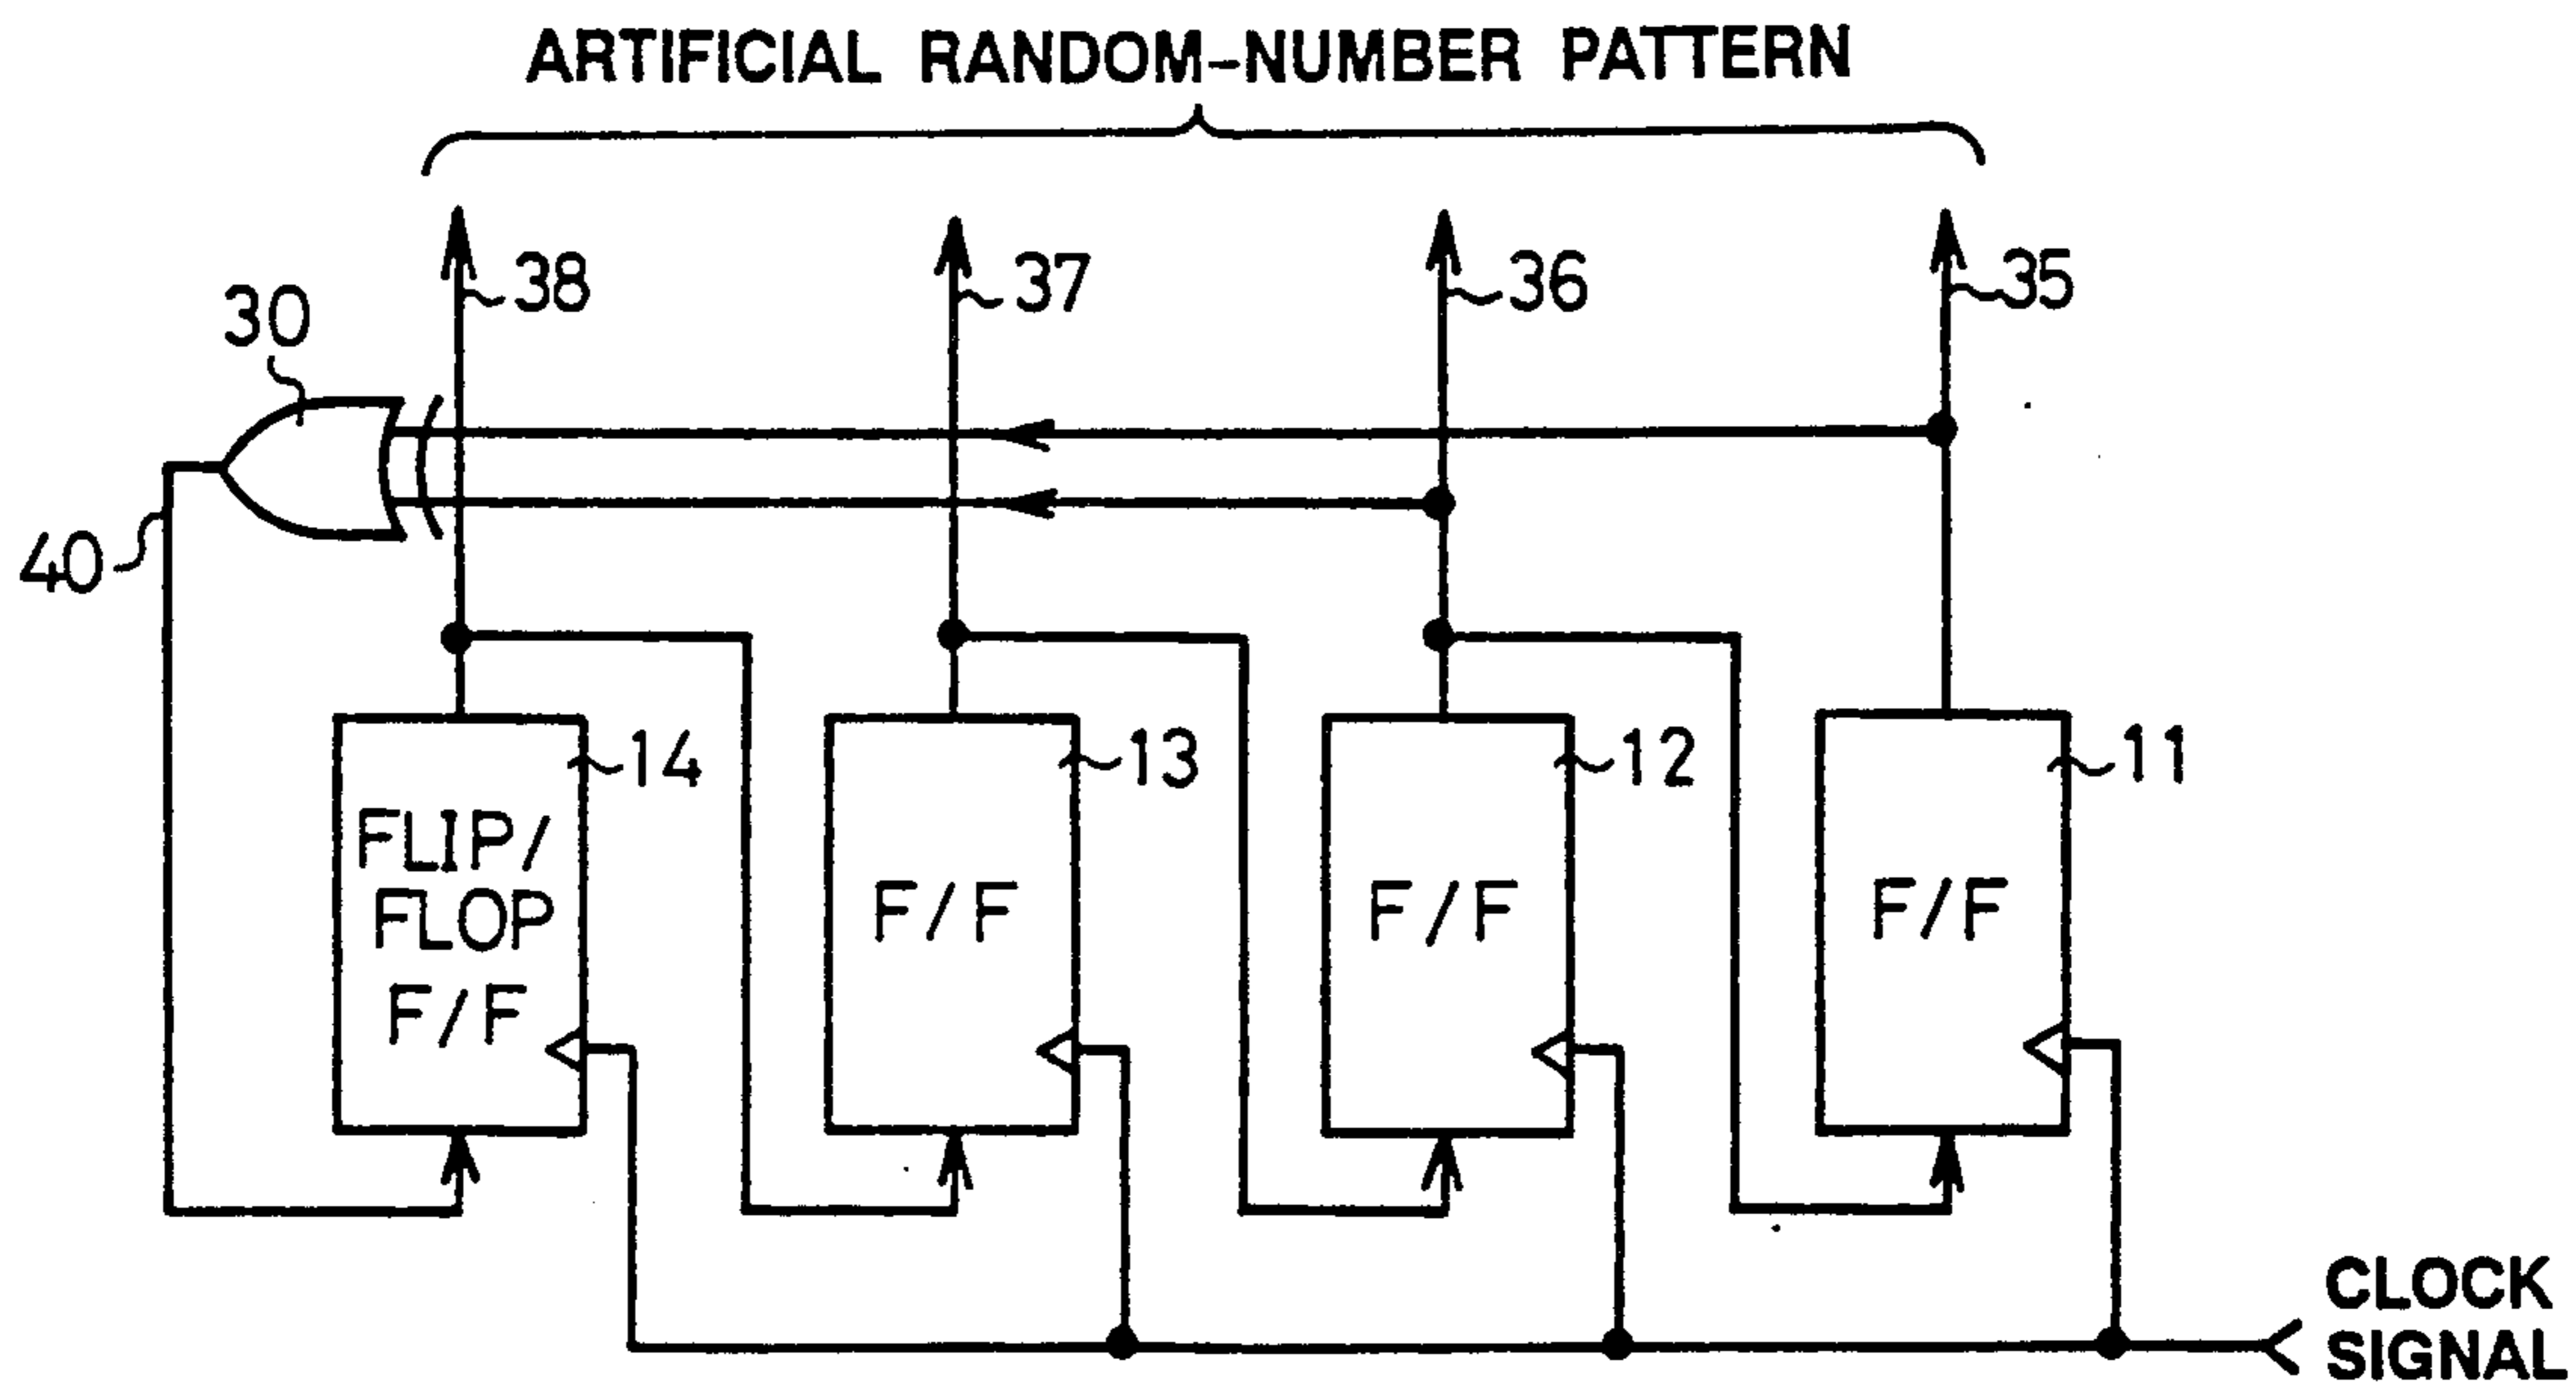 ARTIFICIAL RANDOM-NUMBER PATTERN
38
37
36
35
30
40
14
13
12
11
FLIP/
FLOP
F/F
F/F
F/F
F/F
CLOCK
SIGNAL